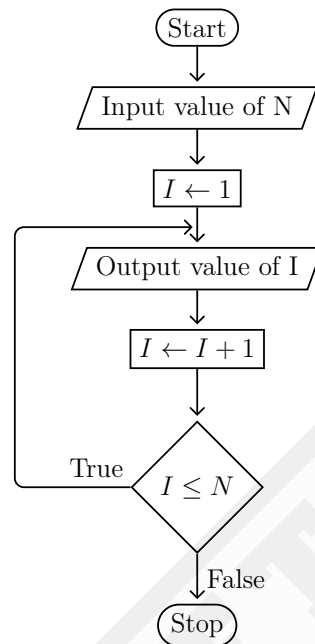 Start
Input value of N
I ← 1
Output value of I
I ← I + 1
True
I ≤ N
False
Stop